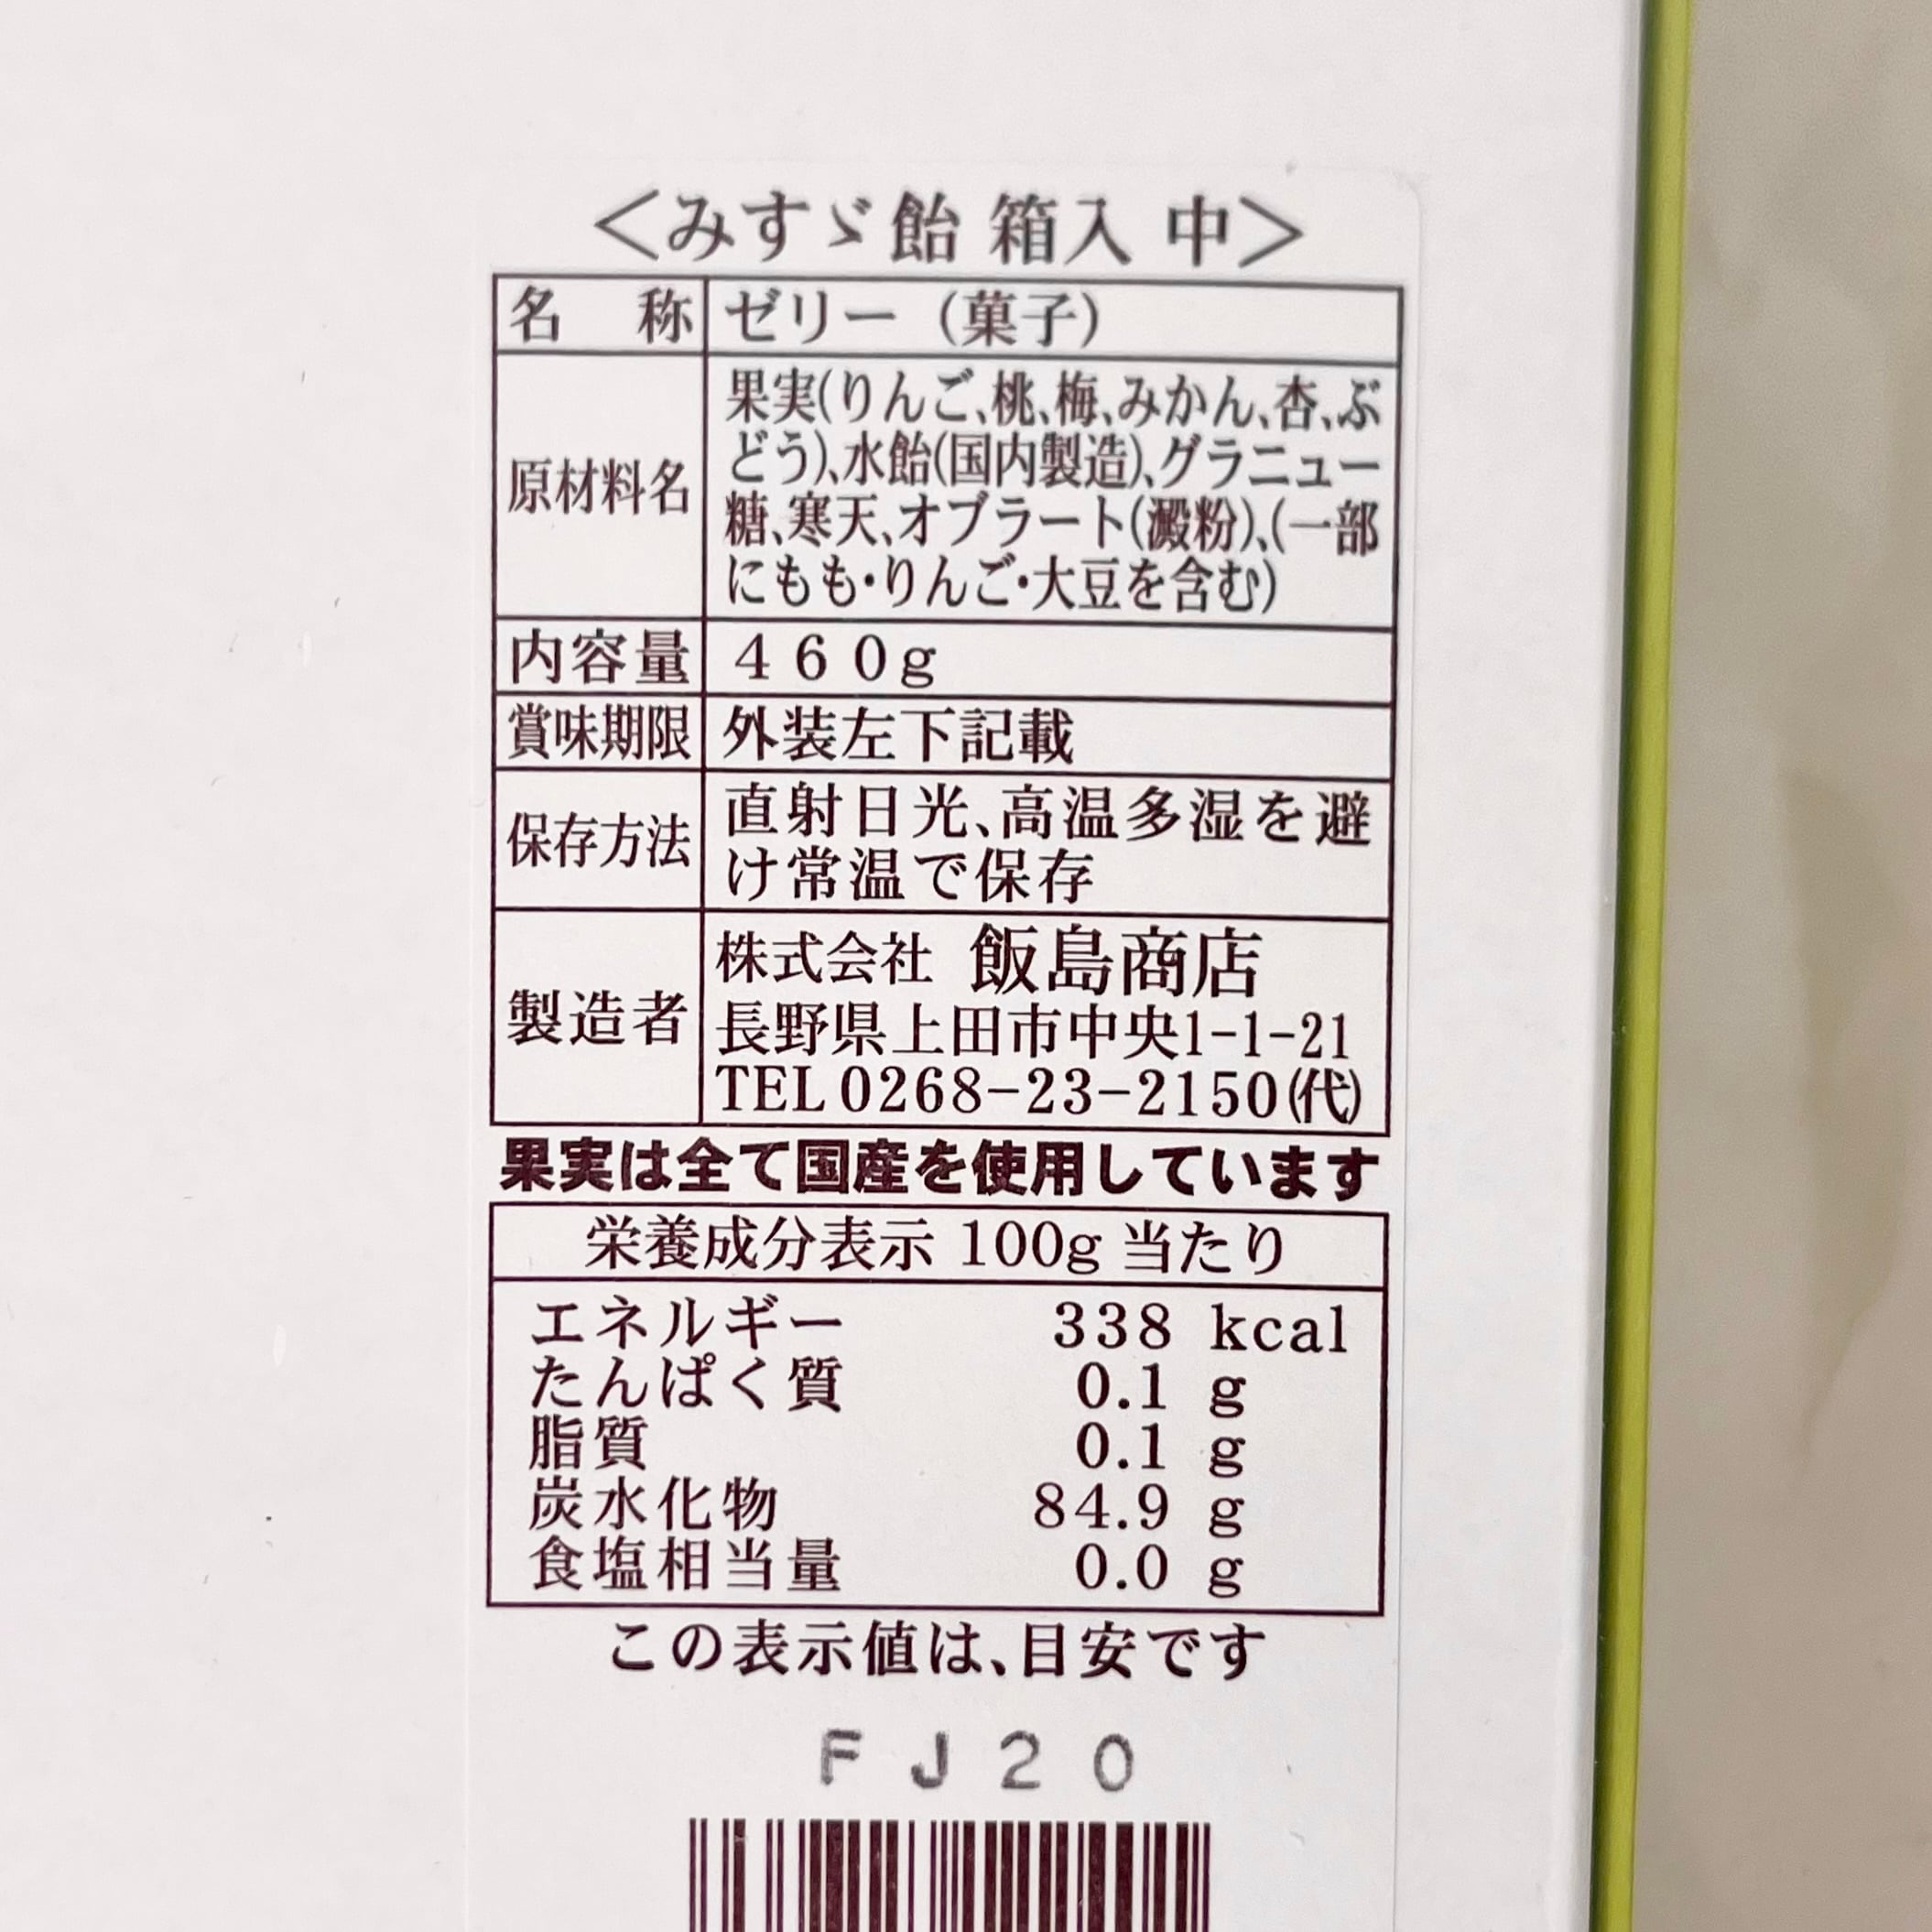 ＜みすゞ飴 箱入 中＞
名　称 ゼリー（菓子）
原材料名
果実(りんご､桃､梅､みかん､杏､ぶ
どう)､水飴(国内製造)､グラニュー
糖､寒天､オブラート(澱粉)､(一部
にもも・りんご・大豆を含む)
内容量 ４６０g
賞味期限 外装左下記載
保存方法
直射日光､高温多湿を避
け常温で保存
製造者
株式会社 飯島商店
長野県上田市中央1-1-21
TEL0268-23-2150(代)
果実は全て国産を使用しています
栄養成分表示 100g 当たり
エネルギー 338 kcal
たんぱく質 0.1 g
脂質 0.1 g
炭水化物 84.9 g
食塩相当量 0.0 g
この表示値は､目安です
FJ20